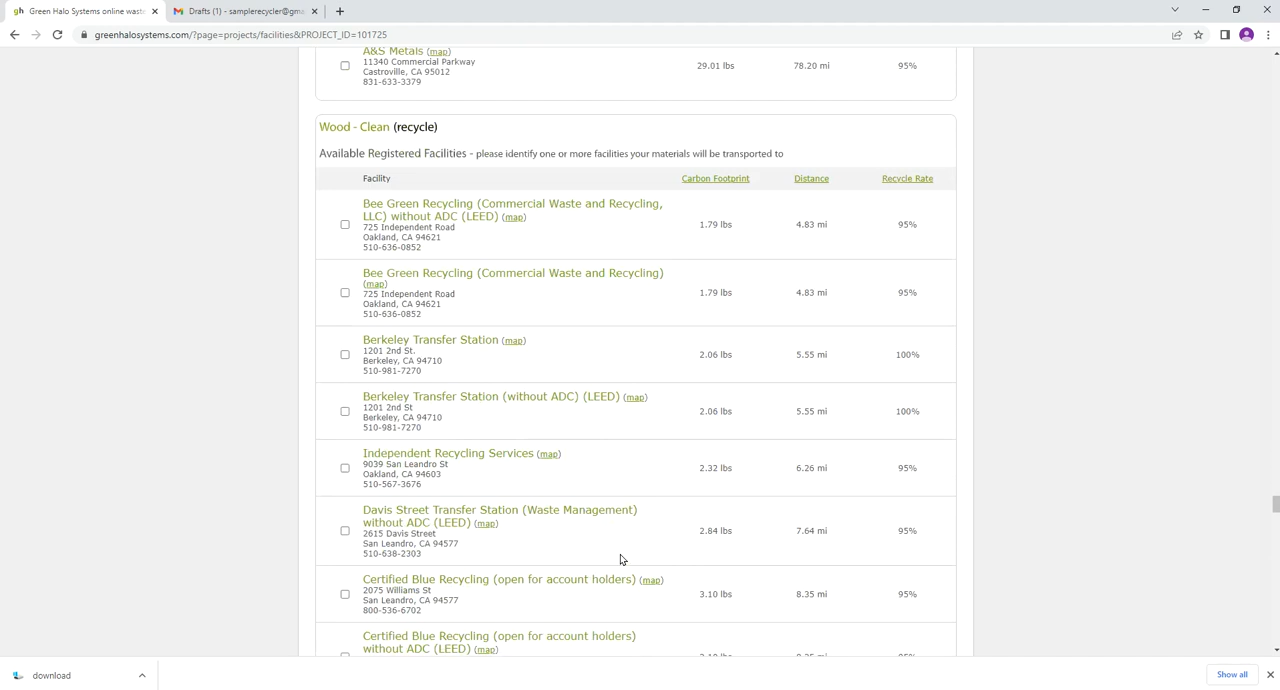 gh Green Halo Systems online waste
Drafts (1) - samplerecycler@gma
greenhalosystems.com/?page=projects/facilities&PROJECT_ID=101725
A&S Metals (map)
11340 Commercial Parkway
Castroville, CA 95012
831-633-3379
29.01 lbs 78.20 mi 95%
Wood - Clean (recycle)
Available Registered Facilities - please identify one or more facilities your materials will be transported to
Facility Carbon Footprint Distance Recycle Rate
Bee Green Recycling (Commercial Waste and Recycling,
LLC) without ADC (LEED) (map)
725 Independent Road
Oakland, CA 94621
510-636-0852
1.79 lbs 4.83 mi 95%
Bee Green Recycling (Commercial Waste and Recycling)
(map)
725 Independent Road
Oakland, CA 94621
510-636-0852
1.79 lbs 4.83 mi 95%
Berkeley Transfer Station (map)
1201 2nd St.
Berkeley, CA 94710
510-981-7270
2.06 lbs 5.55 mi 100%
Berkeley Transfer Station (without ADC) (LEED) (map)
1201 2nd St
Berkeley, CA 94710
510-981-7270
2.06 lbs 5.55 mi 100%
Independent Recycling Services (map)
9039 San Leandro St
Oakland, CA 94603
510-567-3676
2.32 lbs 6.26 mi 95%
Davis Street Transfer Station (Waste Management)
without ADC (LEED) (map)
2615 Davis Street
San Leandro, CA 94577
510-638-2303
2.84 lbs 7.64 mi 95%
Certified Blue Recycling (open for account holders) (map)
2075 Williams St
San Leandro, CA 94577
800-536-6702
3.10 lbs 8.35 mi 95%
Certified Blue Recycling (open for account holders)
without ADC (LEED) (map)
download
Show all